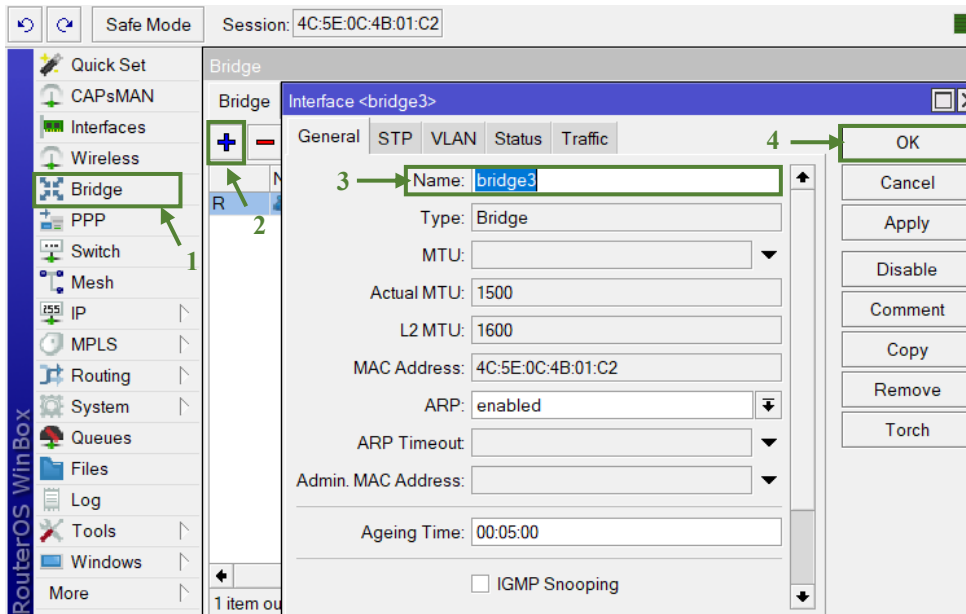 Safe Mode Session: 4C:5E:0C:4B:01:C2
Quick Set
CAPsMAN
Interfaces
Wireless
Bridge
PPP
Switch
Mesh
IP
MPLS
Routing
System
Queues
Files
Log
Tools
Windows
More
RouterOS WinBox
1
Bridge
Bridge
2
N
R
1 item ou
Interface <bridge3>
General STP VLAN Status Traffic
3 Name: bridge3
Type: Bridge
MTU:
Actual MTU: 1500
L2 MTU: 1600
MAC Address: 4C:5E:0C:4B:01:C2
ARP: enabled
ARP Timeout:
Admin. MAC Address:
Ageing Time: 00:05:00
IGMP Snooping
4 OK
Cancel
Apply
Disable
Comment
Copy
Remove
Torch